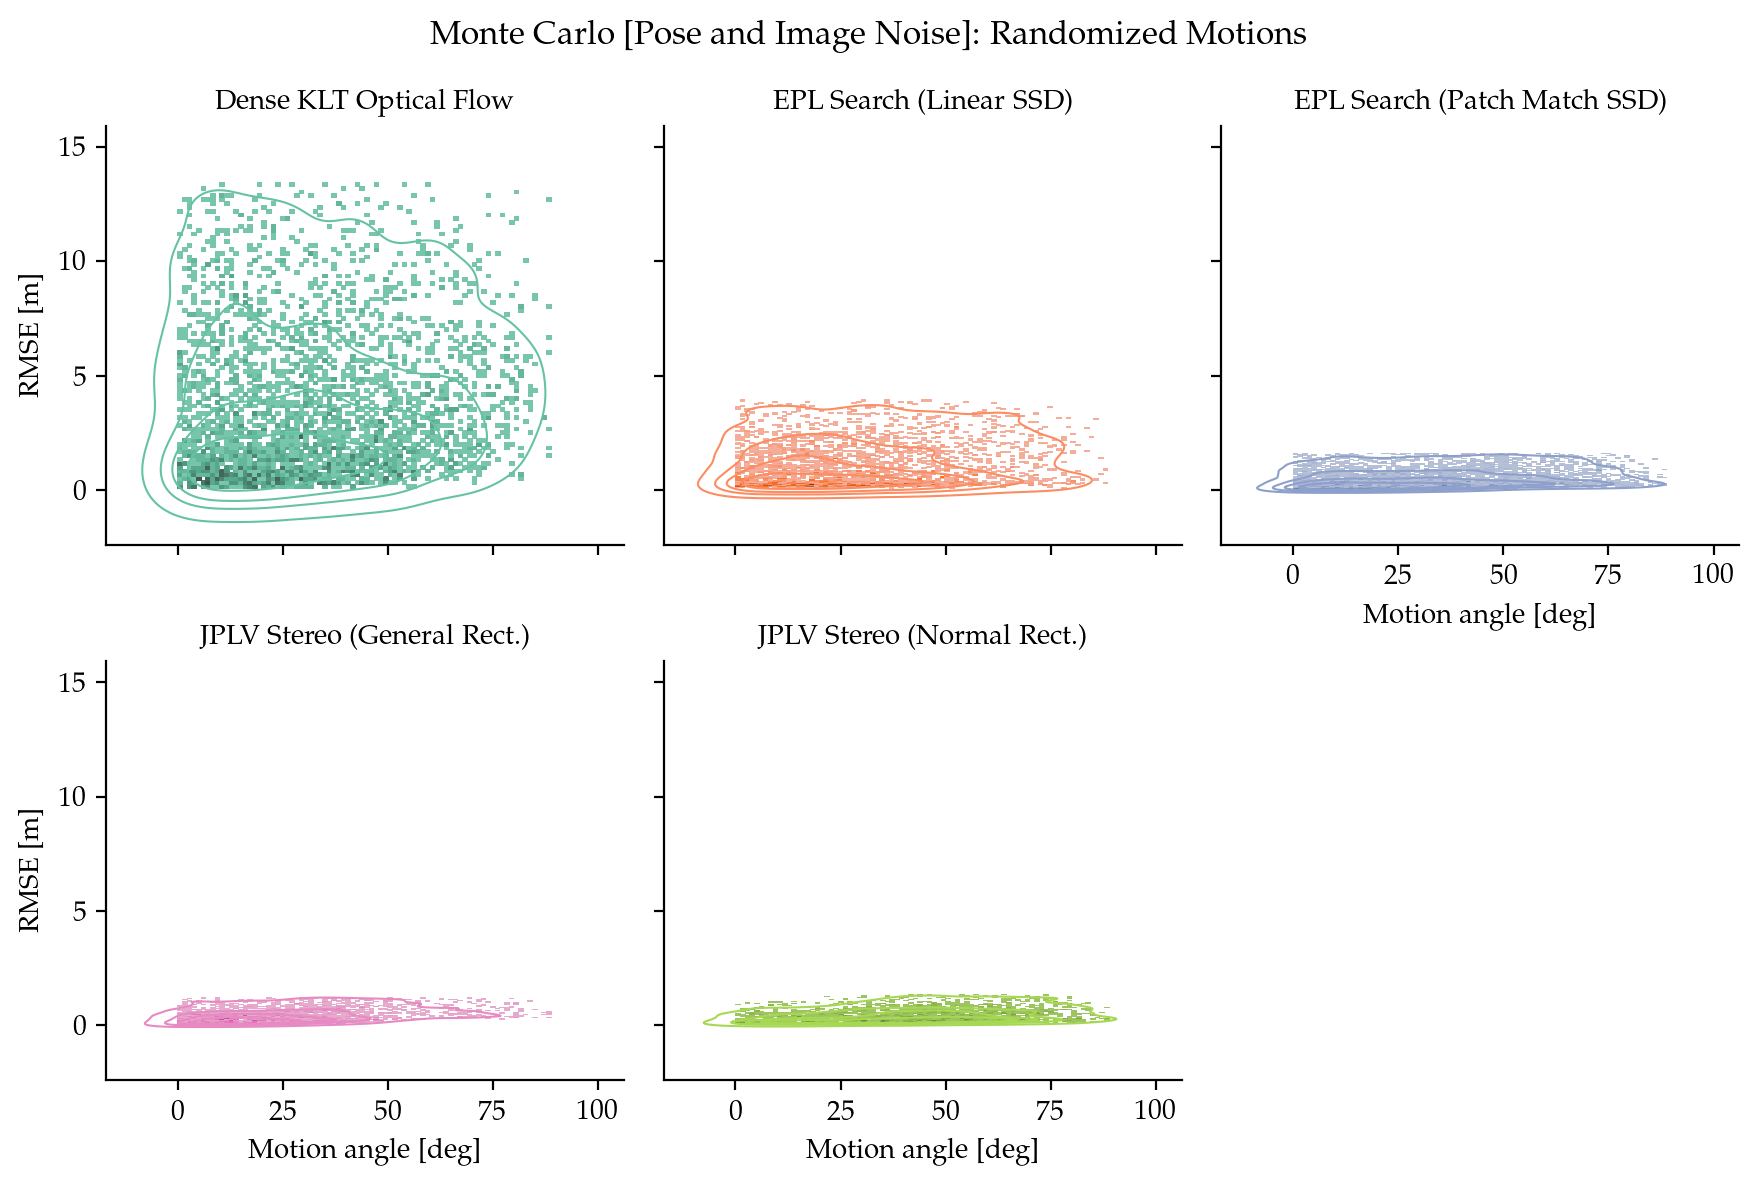 Monte Carlo [Pose and Image Noise]: Randomized Motions
Dense KLT Optical Flow
EPL Search (Linear SSD)
EPL Search (Patch Match SSD)
15
10
5
0
RMSE [m]
0 25 50 75 100
Motion angle [deg]
JPLV Stereo (General Rect.)
JPLV Stereo (Normal Rect.)
15
10
5
0
RMSE [m]
0 25 50 75 100
Motion angle [deg]
0 25 50 75 100
Motion angle [deg]